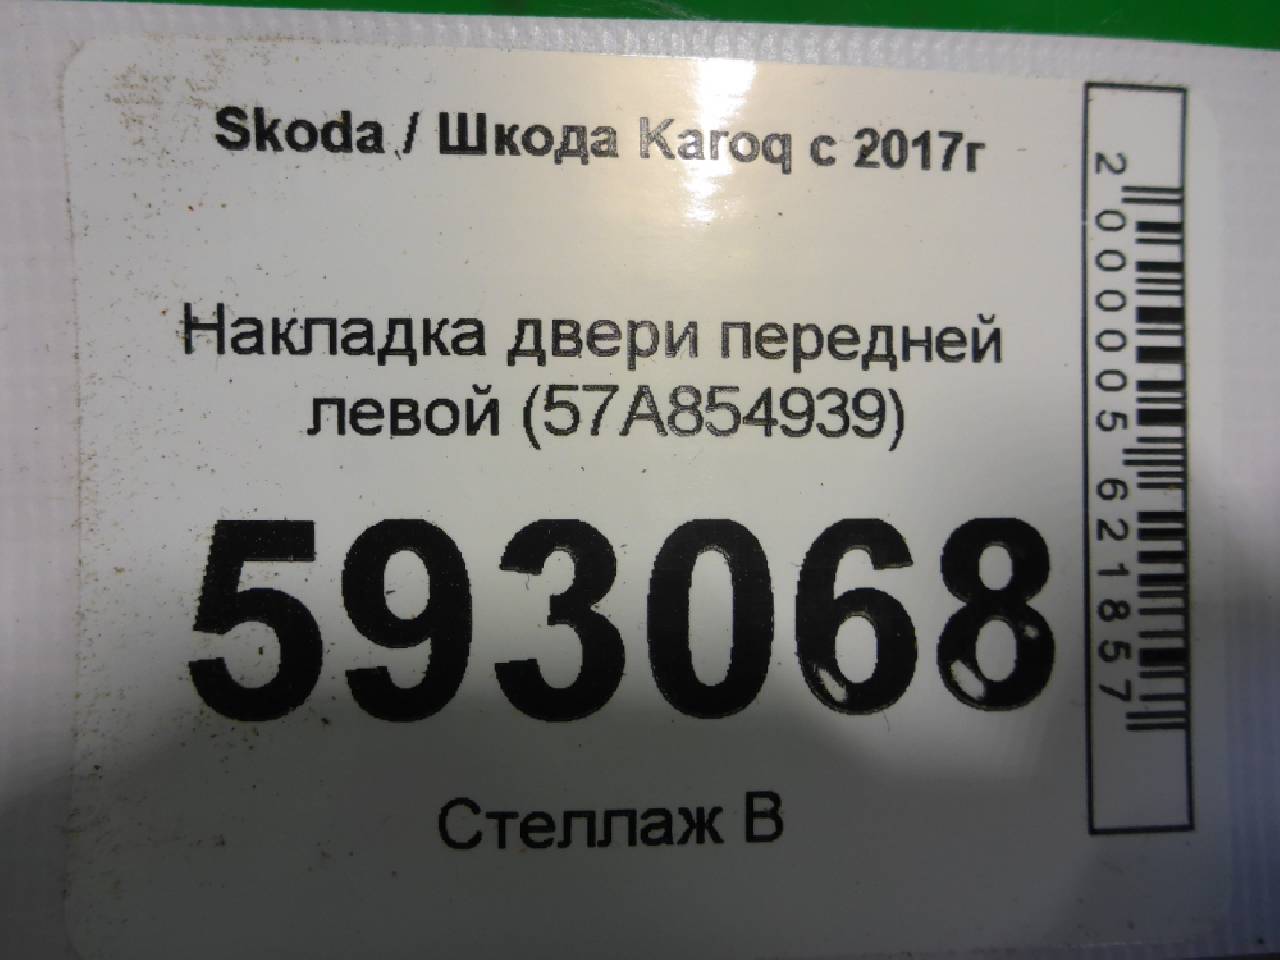 Skoda / Шкода Karoq с 2017г
Накладка двери передней
левой (57A854939)
593068
Стеллаж В
2000005621857